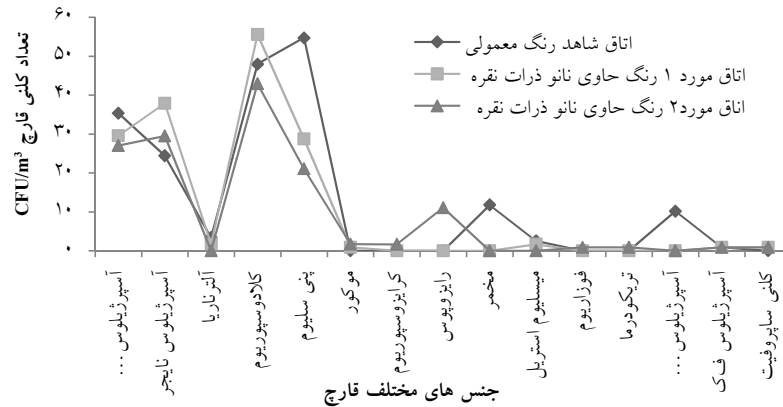 تعداد کلنی قارچ CFU/m³
۶۰
۵۰
۴۰
۳۰
۲۰
۱۰
۰
اتاق شاهد رنگ معمولی
اتاق مورد ۱ رنگ حاوی نانو ذرات نقره
اتاق مورد۲ رنگ حاوی نانو ذرات نقره
آسپرژیلوس ....
آسپرژیلوس نایجر
آلترناریا
کلادوسپوریوم
پنی سلیوم
موکور
کرایزوسپوریوم
رایزوپوس
مخمر
میسلیوم استریل
فوزاریوم
تریکودرما
آسپرژیلوس ....
آسپرژیلوس ف ک
کلنی ساپروفیت
جنس های مختلف قارچ